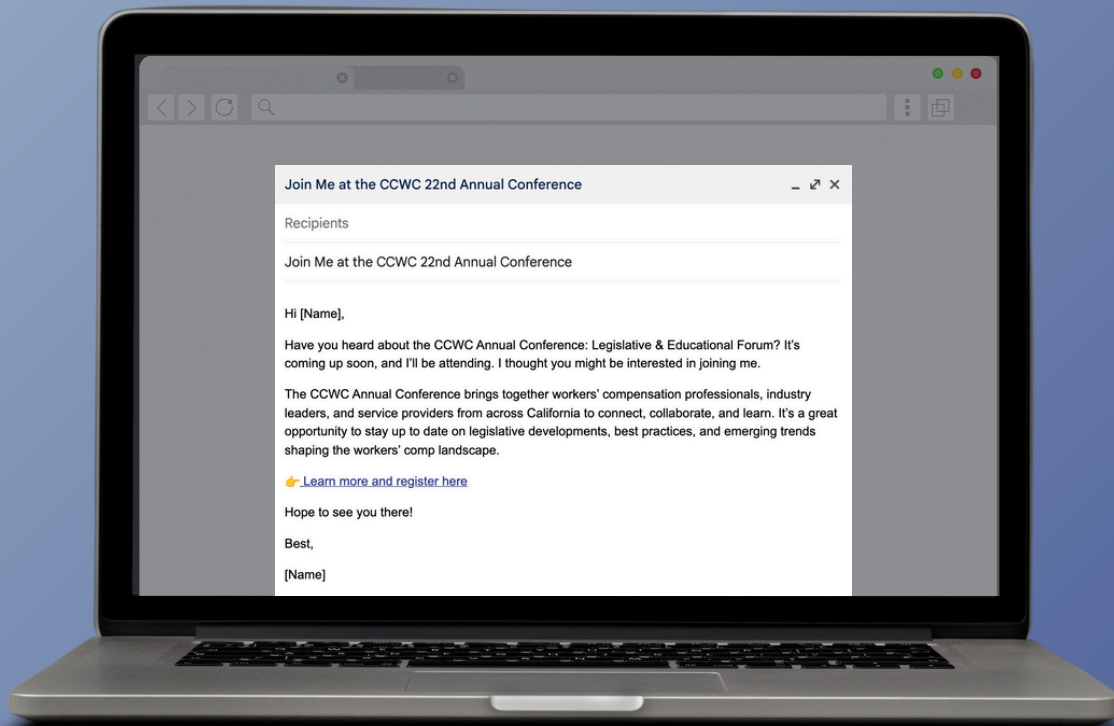 Join Me at the CCWC 22nd Annual Conference
Recipients
Join Me at the CCWC 22nd Annual Conference
Hi [Name],
Have you heard about the CCWC Annual Conference: Legislative & Educational Forum? It’s
coming up soon, and I’ll be attending. I thought you might be interested in joining me.
The CCWC Annual Conference brings together workers’ compensation professionals, industry
leaders, and service providers from across California to connect, collaborate, and learn. It’s a great
opportunity to stay up to date on legislative developments, best practices, and emerging trends
shaping the workers’ comp landscape.
👉 Learn more and register here
Hope to see you there!
Best,
[Name]